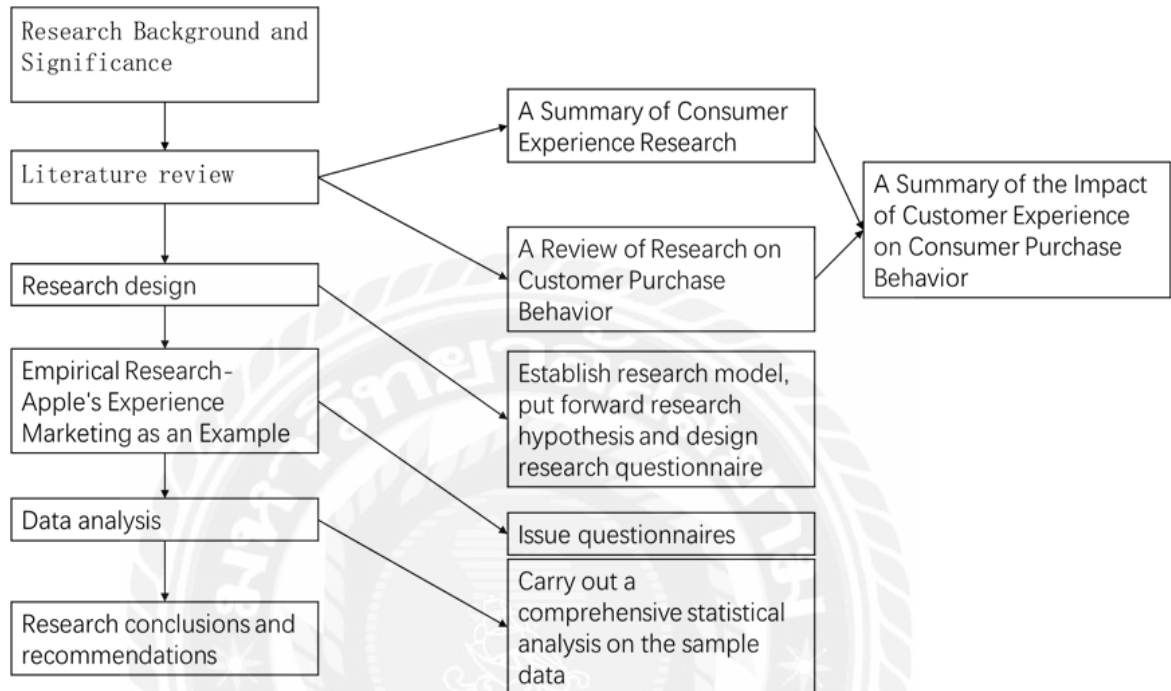 Research Background and
Significance
Literature review
Research design
Empirical Research-
Apple's Experience
Marketing as an Example
Data analysis
Research conclusions and
recommendations
A Summary of Consumer
Experience Research
A Review of Research on
Customer Purchase
Behavior
Establish research model,
put forward research
hypothesis and design
research questionnaire
Issue questionnaires
Carry out a
comprehensive statistical
analysis on the sample
data
A Summary of the Impact
of Customer Experience
on Consumer Purchase
Behavior